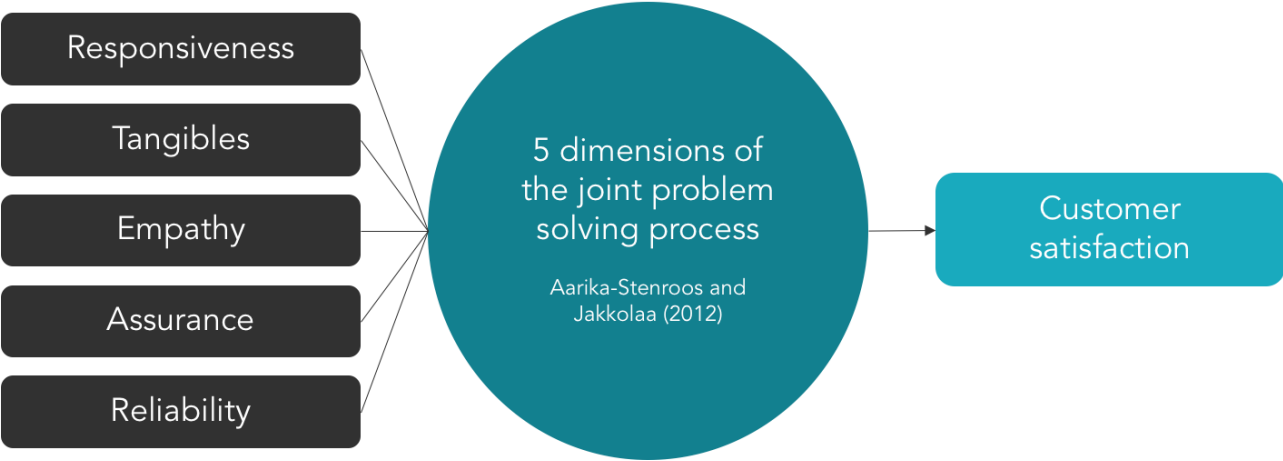 Responsiveness
Tangibles
Empathy
Assurance
Reliability
5 dimensions of
the joint problem
solving process
Aarika-Stenroos and
Jakkolaa (2012)
Customer
satisfaction